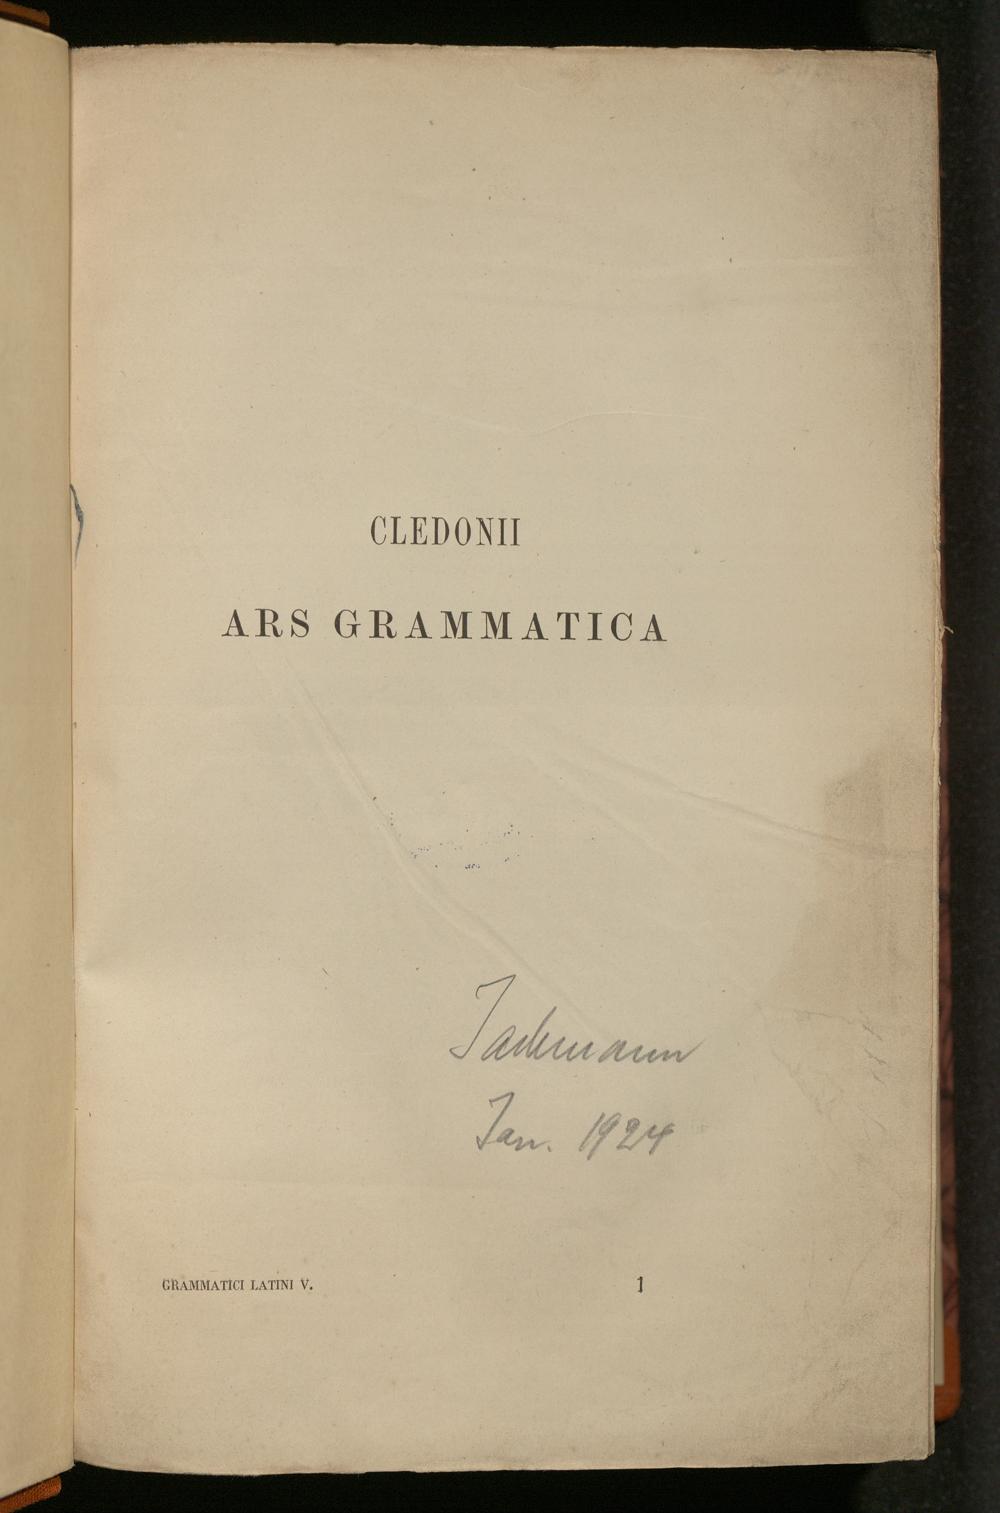 CLEDONII
ARS GRAMMATICA
Jan. 1924
GRAMMATICI LATINI V.
1